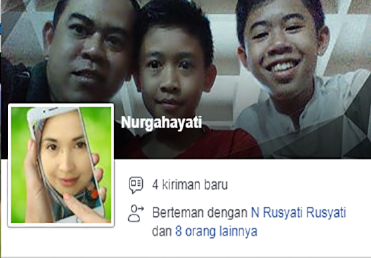 Nurgahayati
4 kiriman baru
Berteman dengan N Rusyati Rusyati
dan 8 orang lainnya